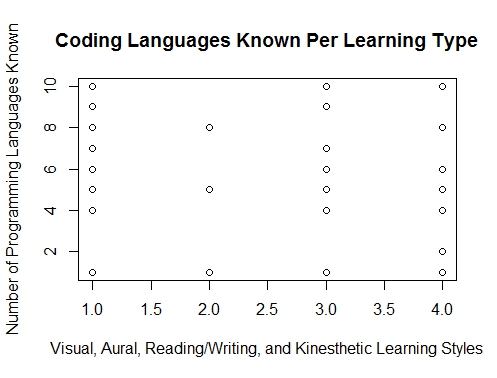 Coding Languages Known Per Learning Type
Number of Programming Languages Known
10
8
6
4
2
1.0 1.5 2.0 2.5 3.0 3.5 4.0
Visual, Aural, Reading/Writing, and Kinesthetic Learning Styles